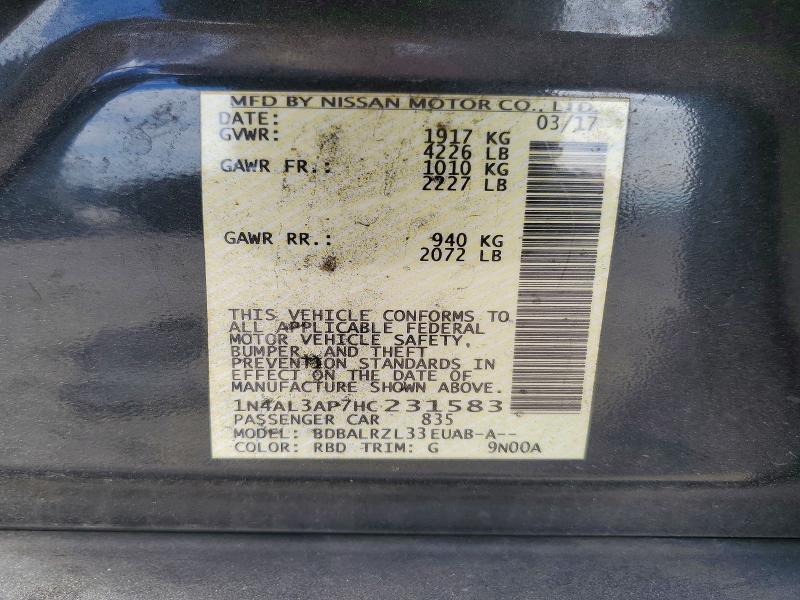 MFD BY NISSAN MOTOR CO., LTD.
DATE: 03/17
GVWR: 1917 KG
4226 LB
GAWR FR.: 1010 KG
2227 LB
GAWR RR.: 940 KG
2072 LB
THIS VEHICLE CONFORMS TO
ALL APPLICABLE FEDERAL
MOTOR VEHICLE SAFETY,
BUMPER, AND THEFT
PREVENTION STANDARDS IN
EFFECT ON THE DATE OF
MANUFACTURE SHOWN ABOVE.
1N4AL3AP7HC231583
PASSENGER CAR 835
MODEL: BDBALRZL33EUAB-A--
COLOR: RBD TRIM: G 9N00A